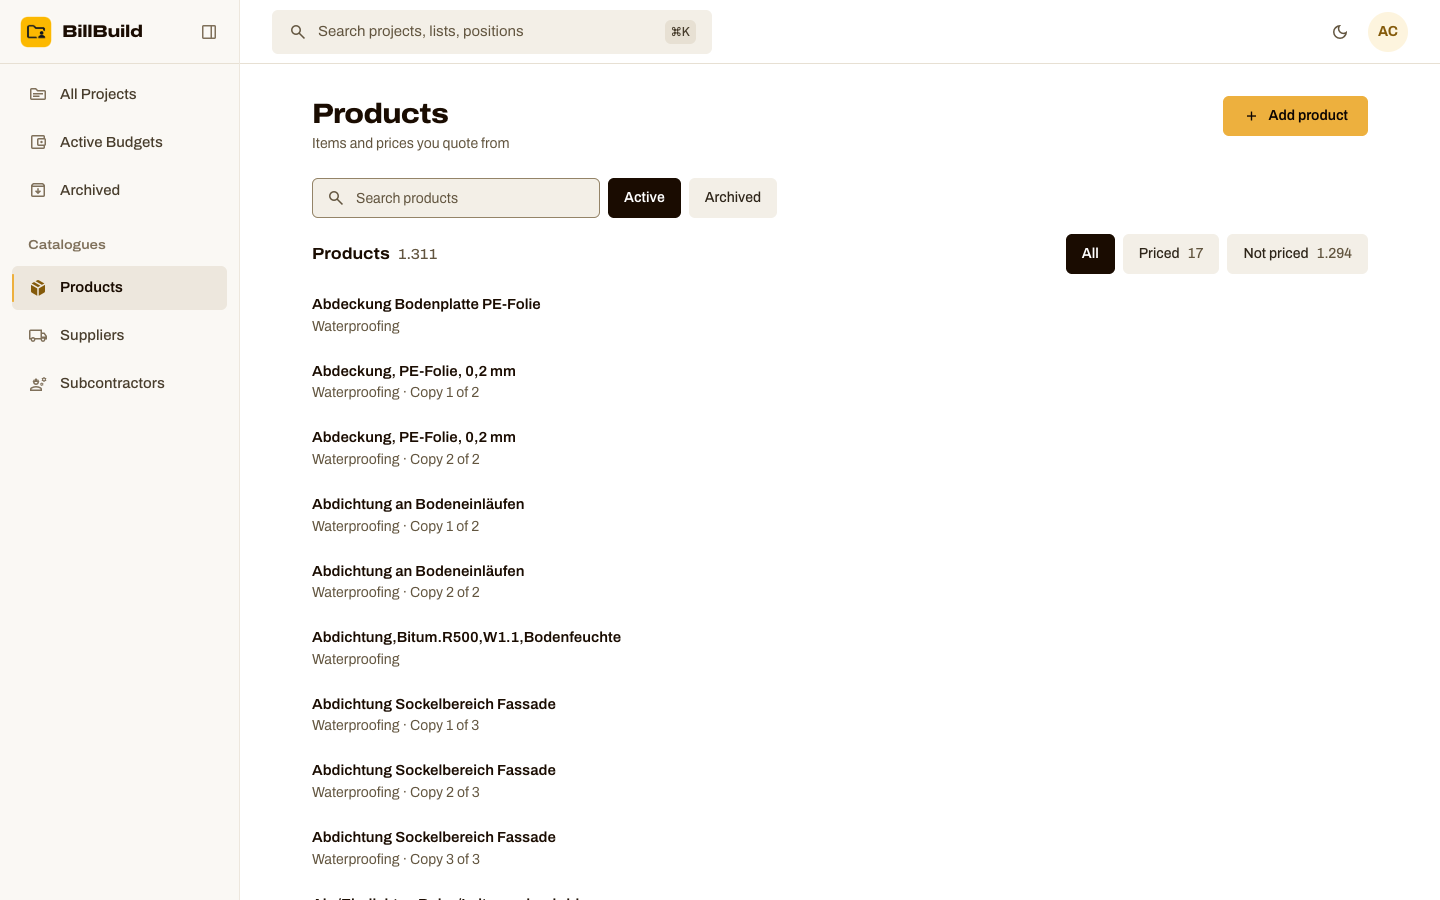 BillBuild
Search projects, lists, positions ⌘K
AC
All Projects
Active Budgets
Archived
Catalogues
Products
Suppliers
Subcontractors
Products
Items and prices you quote from
Add product
Search products
Active
Archived
Products 1.311
All
Priced 17
Not priced 1.294
Abdeckung Bodenplatte PE-Folie
Waterproofing
Abdeckung, PE-Folie, 0,2 mm
Waterproofing · Copy 1 of 2
Abdeckung, PE-Folie, 0,2 mm
Waterproofing · Copy 2 of 2
Abdichtung an Bodeneinläufen
Waterproofing · Copy 1 of 2
Abdichtung an Bodeneinläufen
Waterproofing · Copy 2 of 2
Abdichtung,Bitum.R500,W1.1,Bodenfeuchte
Waterproofing
Abdichtung Sockelbereich Fassade
Waterproofing · Copy 1 of 3
Abdichtung Sockelbereich Fassade
Waterproofing · Copy 2 of 3
Abdichtung Sockelbereich Fassade
Waterproofing · Copy 3 of 3